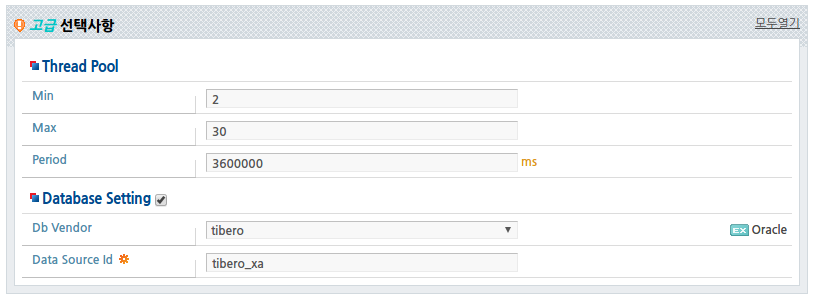 고급 선택사항
모두열기
Thread Pool
Min
2
Max
30
Period
3600000 ms
Database Setting
Db Vendor
tibero
EX Oracle
Data Source Id
tibero_xa